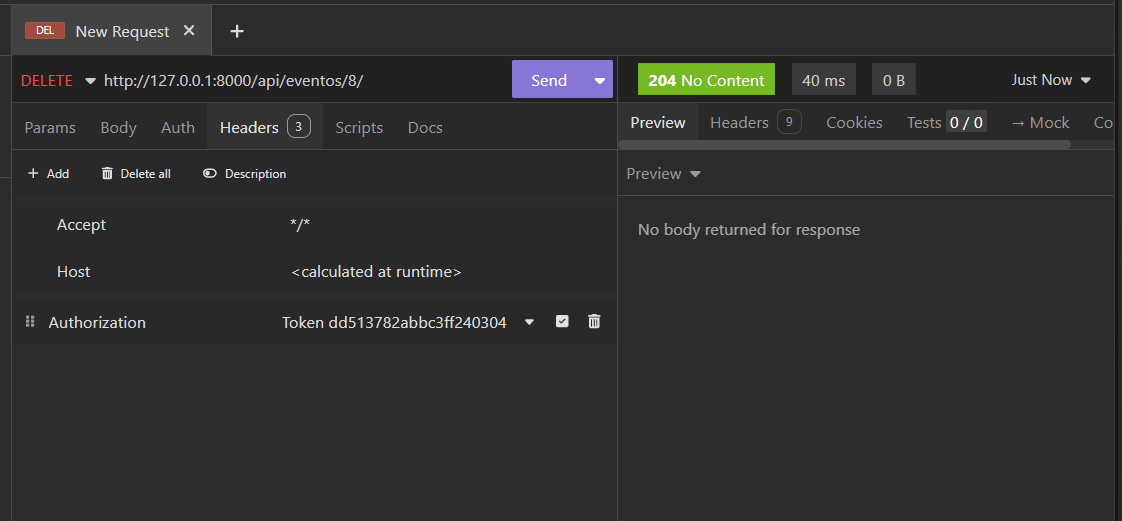 DEL New Request
DELETE http://127.0.0.1:8000/api/eventos/8/ Send
Params Body Auth Headers 3 Scripts Docs
Add Delete all Description
Accept */*
Host <calculated at runtime>
Authorization Token dd513782abbc3ff240304
204 No Content 40 ms 0 B Just Now
Preview Headers 9 Cookies Tests 0 / 0 → Mock Co
Preview
No body returned for response